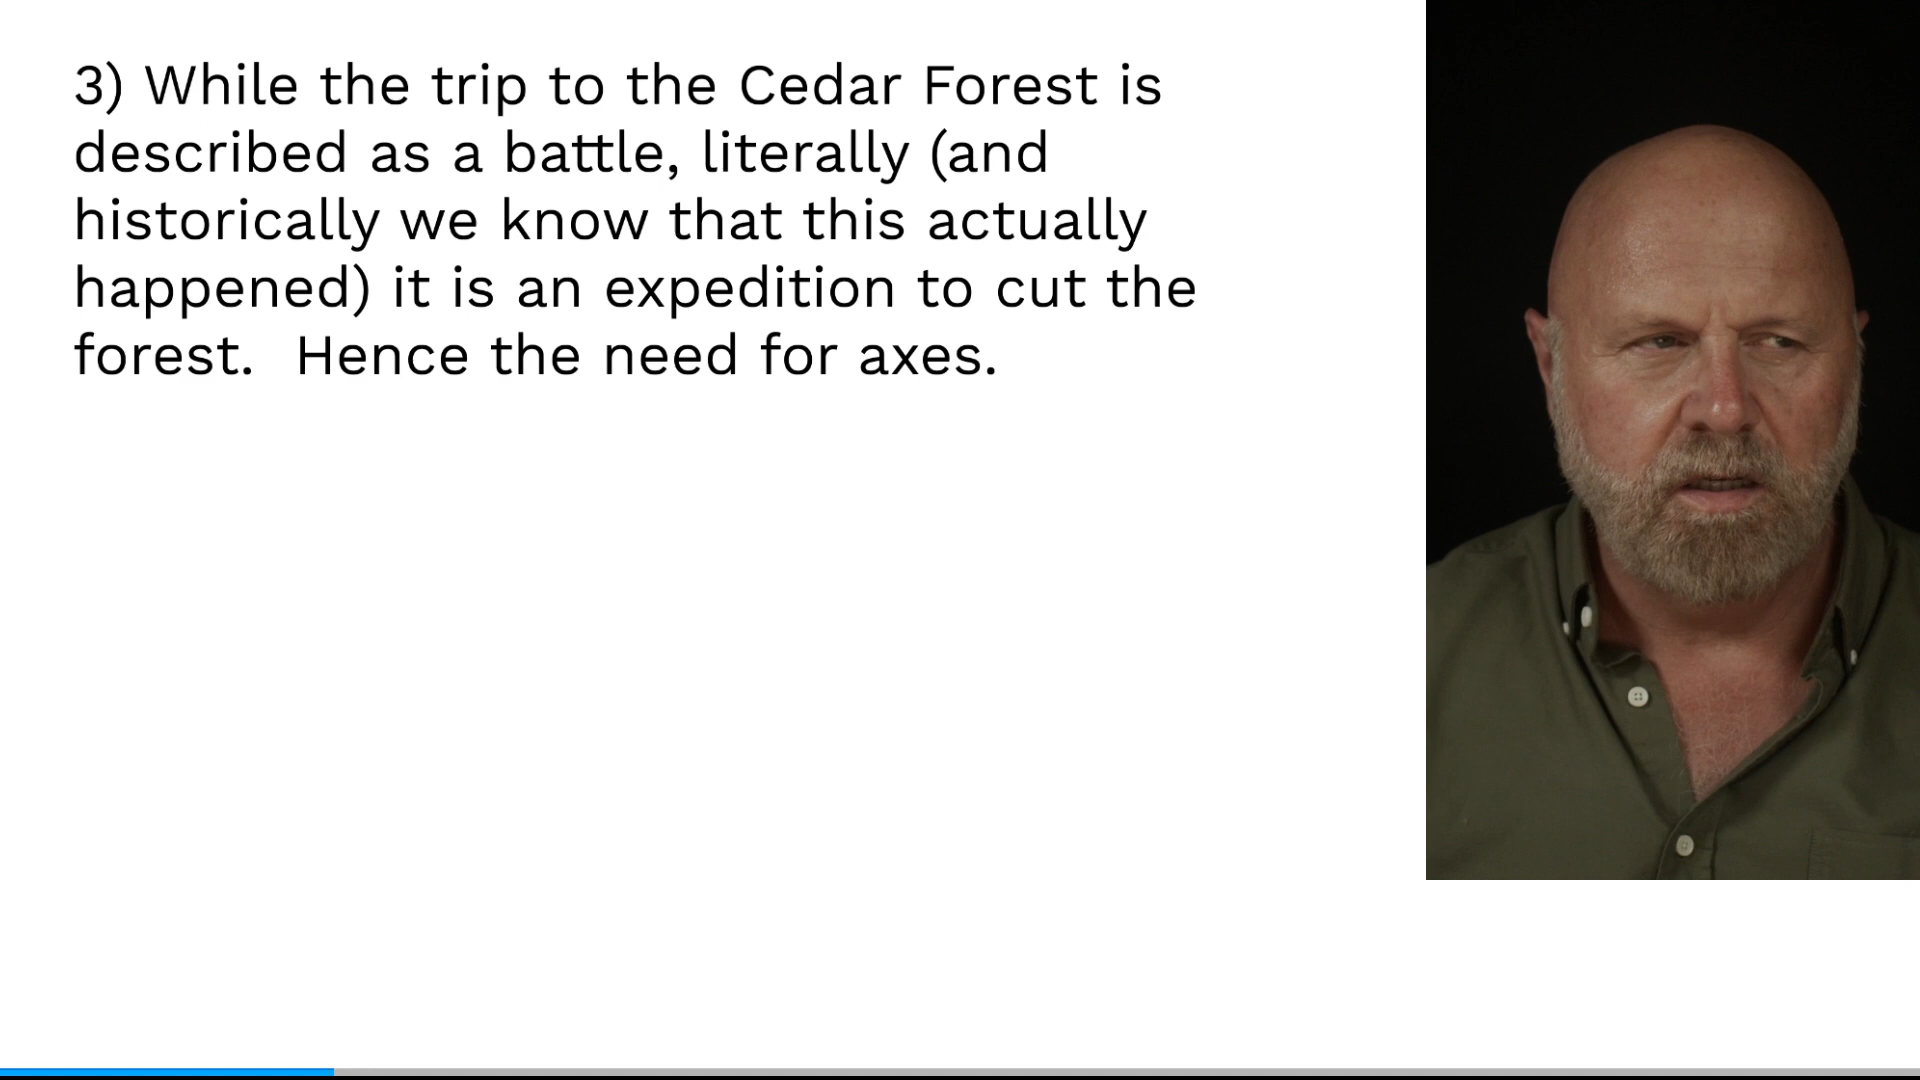 3) While the trip to the Cedar Forest is
described as a battle, literally (and
historically we know that this actually
happened) it is an expedition to cut the
forest.  Hence the need for axes.